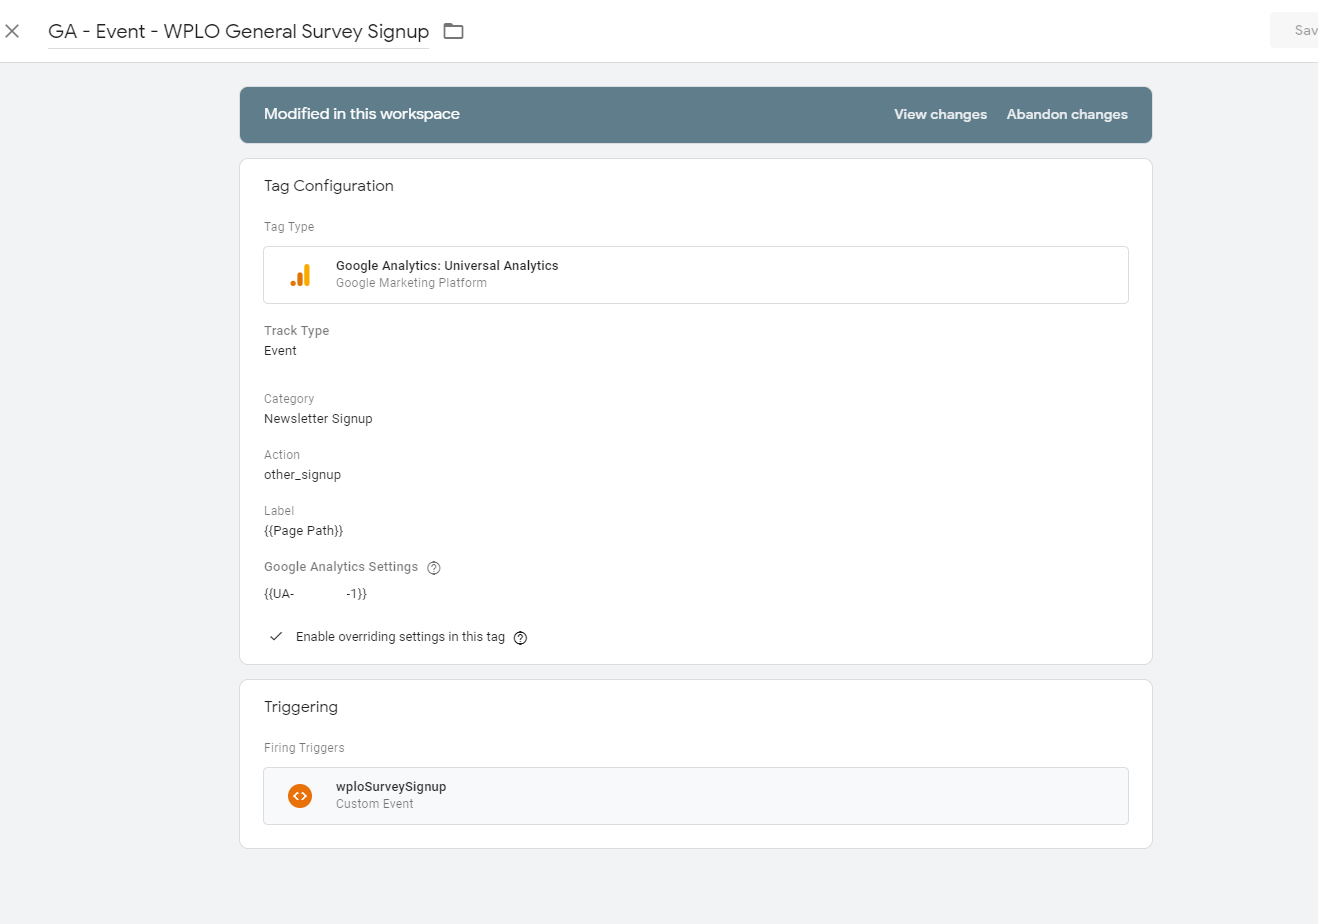 GA - Event - WPLO General Survey Signup
Sav
Modified in this workspace
View changes
Abandon changes
Tag Configuration
Tag Type
Google Analytics: Universal Analytics
Google Marketing Platform
Track Type
Event
Category
Newsletter Signup
Action
other_signup
Label
{{Page Path}}
Google Analytics Settings
{{UA- -1}}
Enable overriding settings in this tag
Triggering
Firing Triggers
wploSurveySignup
Custom Event